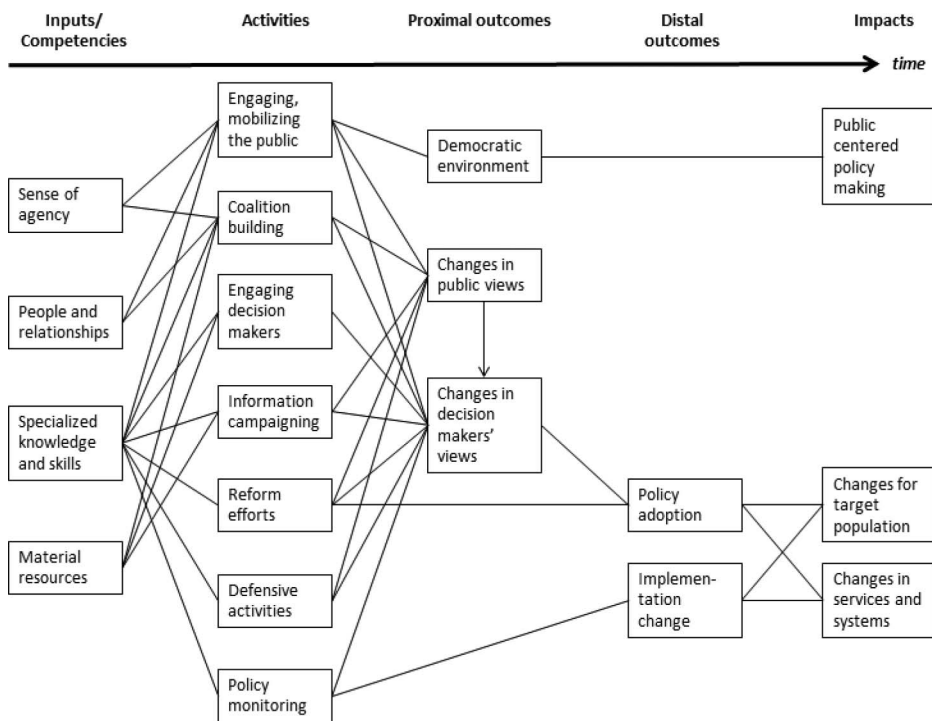 Inputs/
Competencies
Activities
Proximal outcomes
Distal
outcomes
Impacts
time
Sense of
agency
People and
relationships
Specialized
knowledge
and skills
Material
resources
Engaging,
mobilizing
the public
Coalition
building
Engaging
decision
makers
Information
campaigning
Reform
efforts
Defensive
activities
Policy
monitoring
Democratic
environment
Changes in
public views
Changes in
decision
makers’
views
Policy
adoption
Implemen-
tation
change
Public
centered
policy
making
Changes for
target
population
Changes in
services and
systems